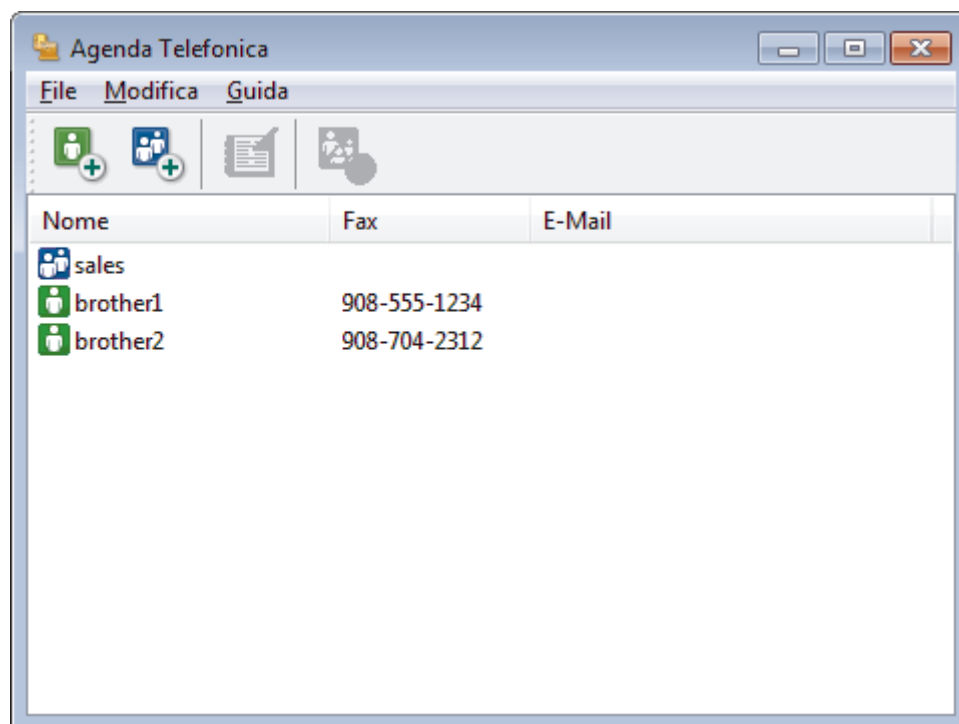 Agenda Telefonica
File Modifica Guida
Nome Fax E-Mail
sales
brother1 908-555-1234
brother2 908-704-2312